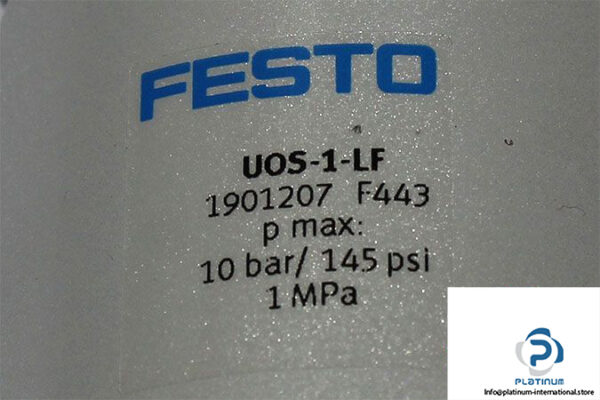 FESTO
UOS-1-LF
1901207 F443
p max:
10 bar/ 145 psi
1 MPa
PLATINUM
Info@platinum-international.store